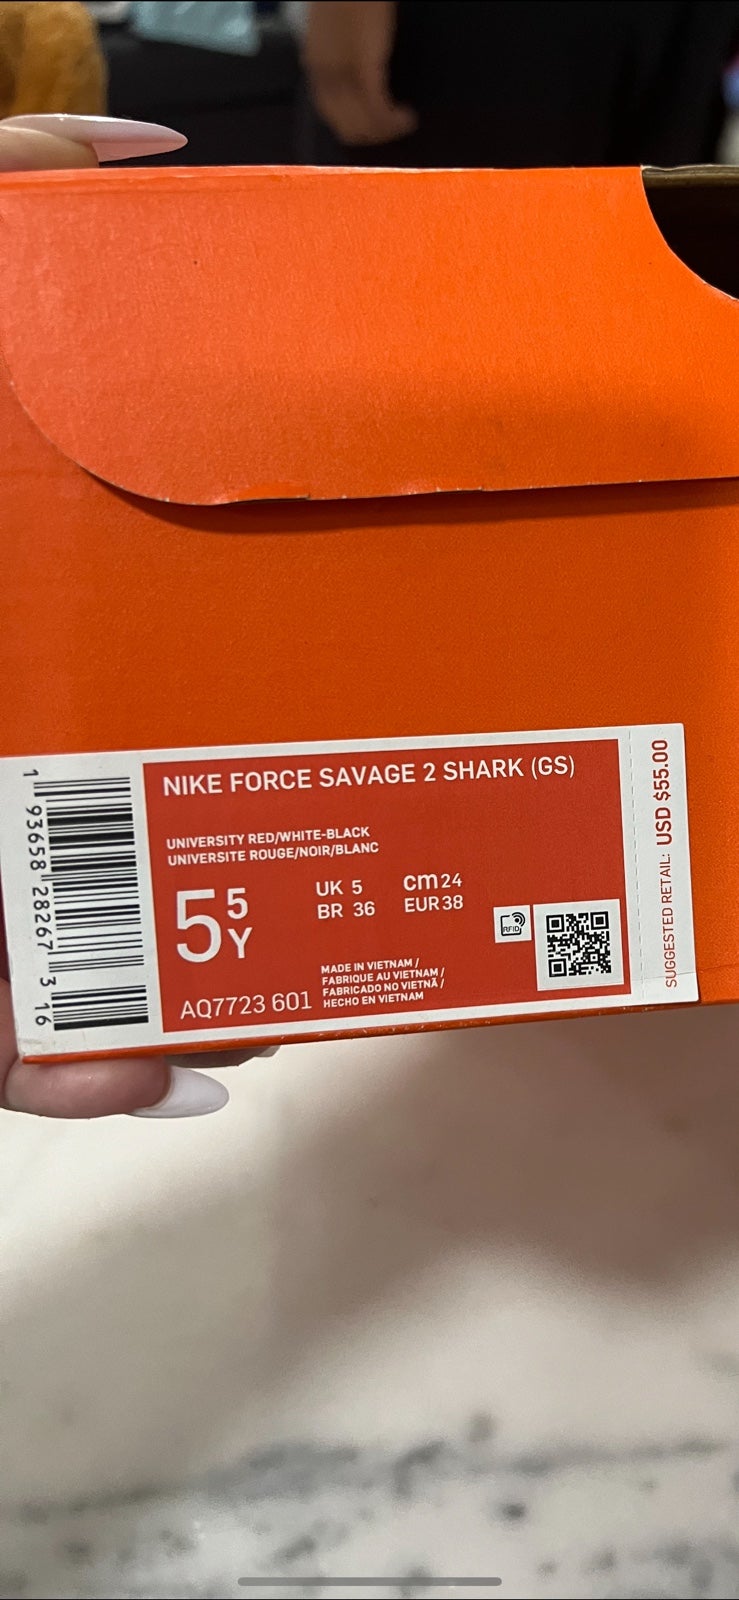 NIKE FORCE SAVAGE 2 SHARK (GS)
UNIVERSITY RED/WHITE-BLACK
UNIVERSITE ROUGE/NOIR/BLANC
5 5 Y
UK 5
BR 36
cm 24
EUR 38
RFID
MADE IN VIETNAM /
FABRIQUE AU VIETNAM /
FABRICADO NO VIETNÃ /
HECHO EN VIETNAM
AQ7723 601
1 93658 28267 3 16
SUGGESTED RETAIL: USD $55.00